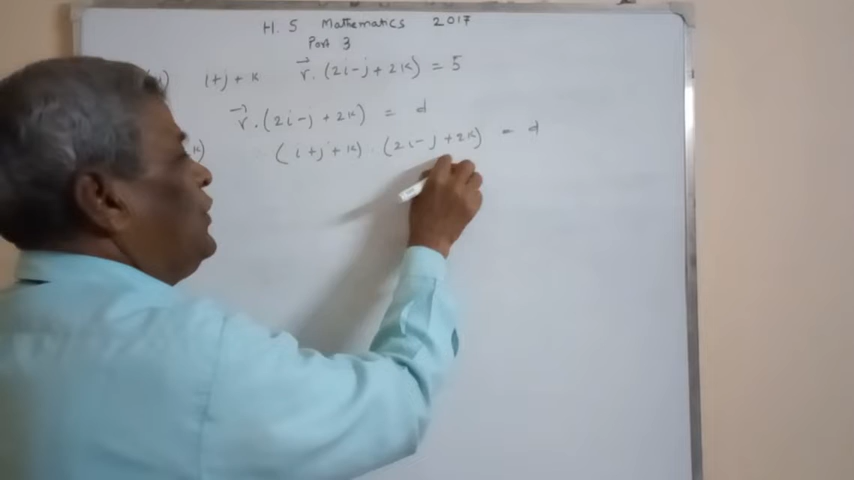 H. S Mathematics 2017
Part 3
i+j+k r⃗.(2i-j+2k) = 5
r⃗.(2i-j+2k) = d
(i+j+k).(2i-j+2k) = d